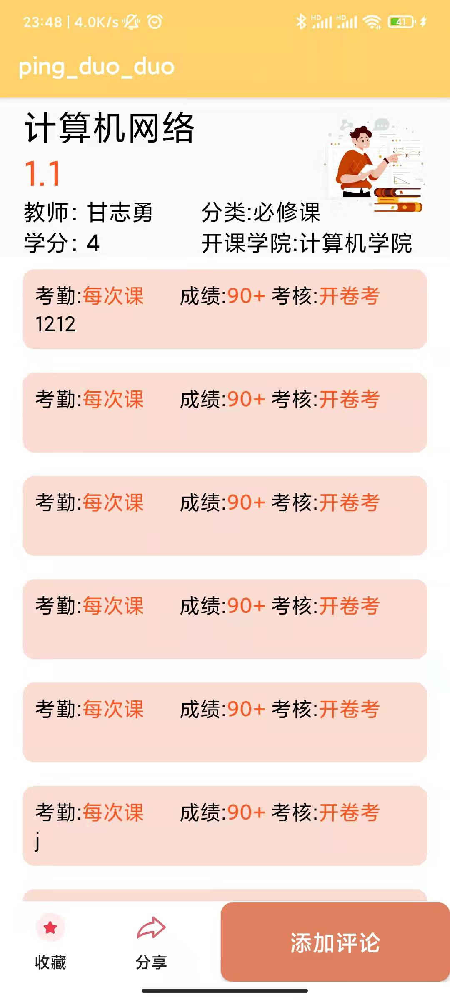 23:48 | 4.0K/s HD HD 41
ping_duo_duo
计算机网络
1.1
教师：甘志勇 分类:必修课
学分：4 开课学院:计算机学院
考勤:每次课 成绩:90+ 考核:开卷考
1212
考勤:每次课 成绩:90+ 考核:开卷考
考勤:每次课 成绩:90+ 考核:开卷考
考勤:每次课 成绩:90+ 考核:开卷考
考勤:每次课 成绩:90+ 考核:开卷考
考勤:每次课 成绩:90+ 考核:开卷考
j
收藏 分享 添加评论